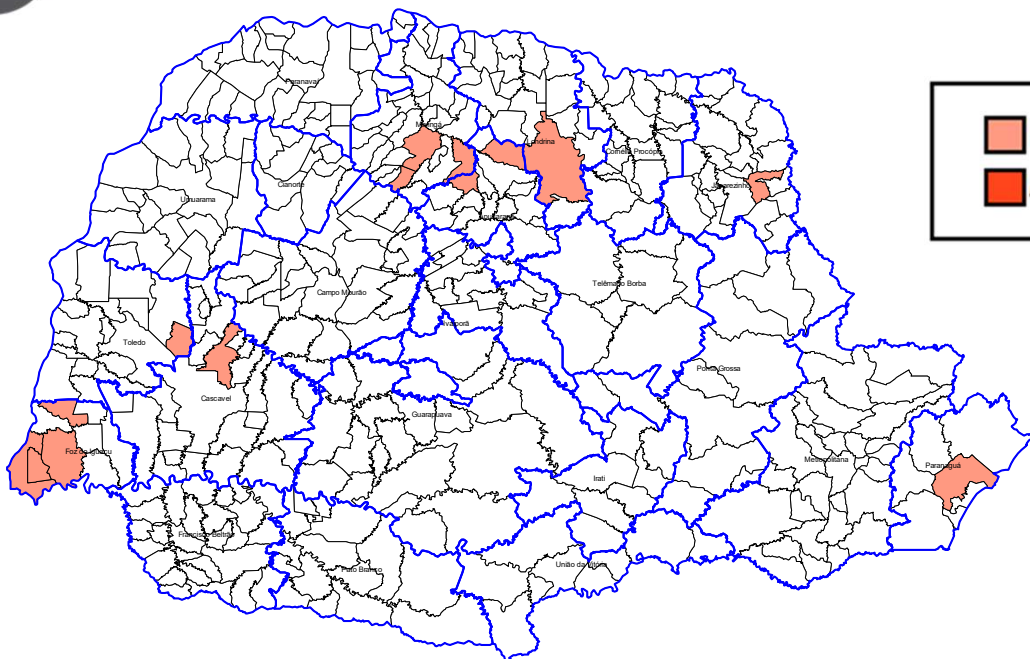 Paranavaí
Maringá
Londrina
Cornélio Procópio
Jacarezinho
Cianorte
Umuarama
Apucarana
Telêmaco Borba
Campo Mourão
Ivaiporã
Toledo
Ponta Grossa
Cascavel
Guarapuava
Foz do Iguaçu
Metropolitana
Paranaguá
Irati
Francisco Beltrão
Pato Branco
União da Vitória